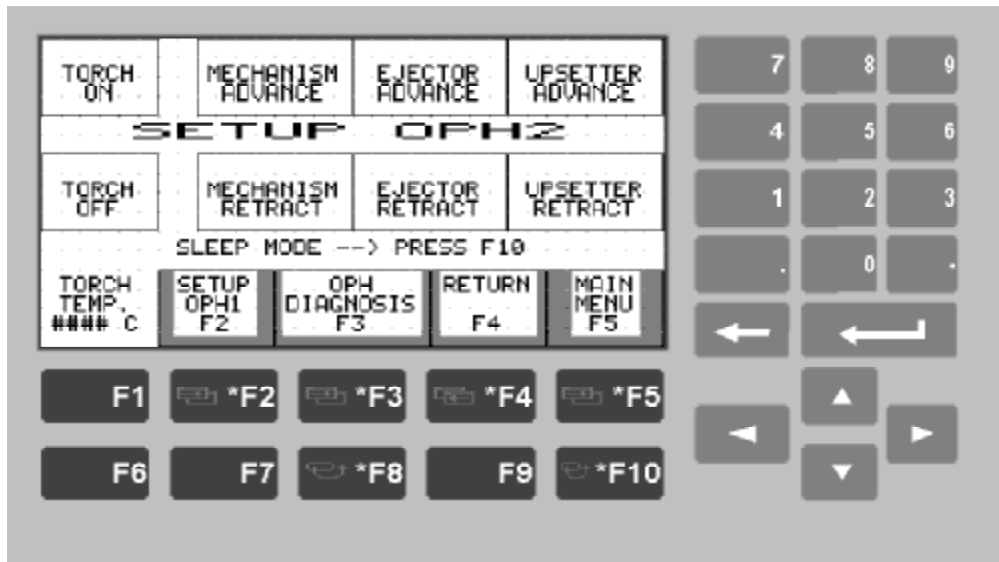 TORCH ON
MECHANISM ADVANCE
EJECTOR ADVANCE
UPSETTER ADVANCE
SETUP OPH2
TORCH OFF
MECHANISM RETRACT
EJECTOR RETRACT
UPSETTER RETRACT
SLEEP MODE --> PRESS F10
TORCH TEMP. #### C
SETUP OPH1 F2
OPH DIAGNOSIS F3
RETURN F4
MAIN MENU F5
7 8 9
4 5 6
1 2 3
. 0 -
F1 *F2 *F3 *F4 *F5
F6 F7 *F8 F9 *F10